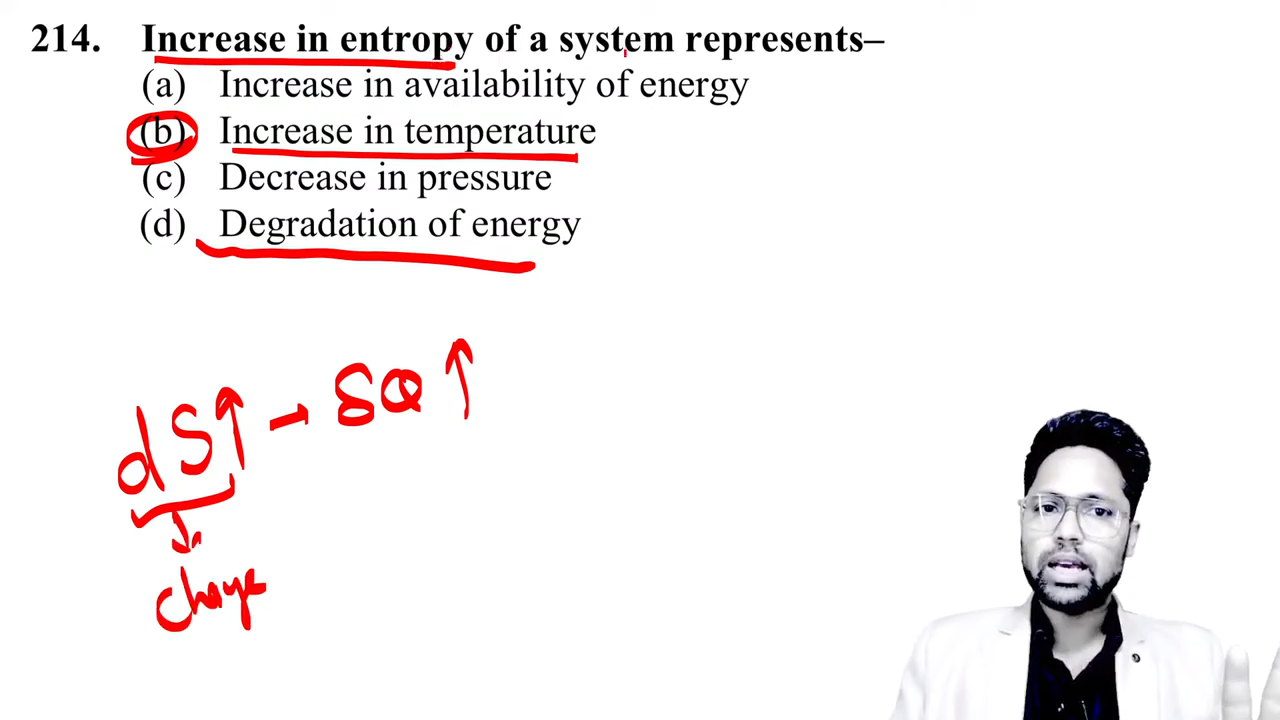 214. Increase in entropy of a system represents–
(a) Increase in availability of energy
(b) Increase in temperature
(c) Decrease in pressure
(d) Degradation of energy
dS↑ → δQ ↑